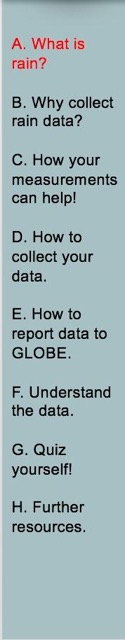 A. What is
rain?
B. Why collect
rain data?
C. How your
measurements
can help!
D. How to
collect your
data.
E. How to
report data to
GLOBE.
F. Understand
the data.
G. Quiz
yourself!
H. Further
resources.